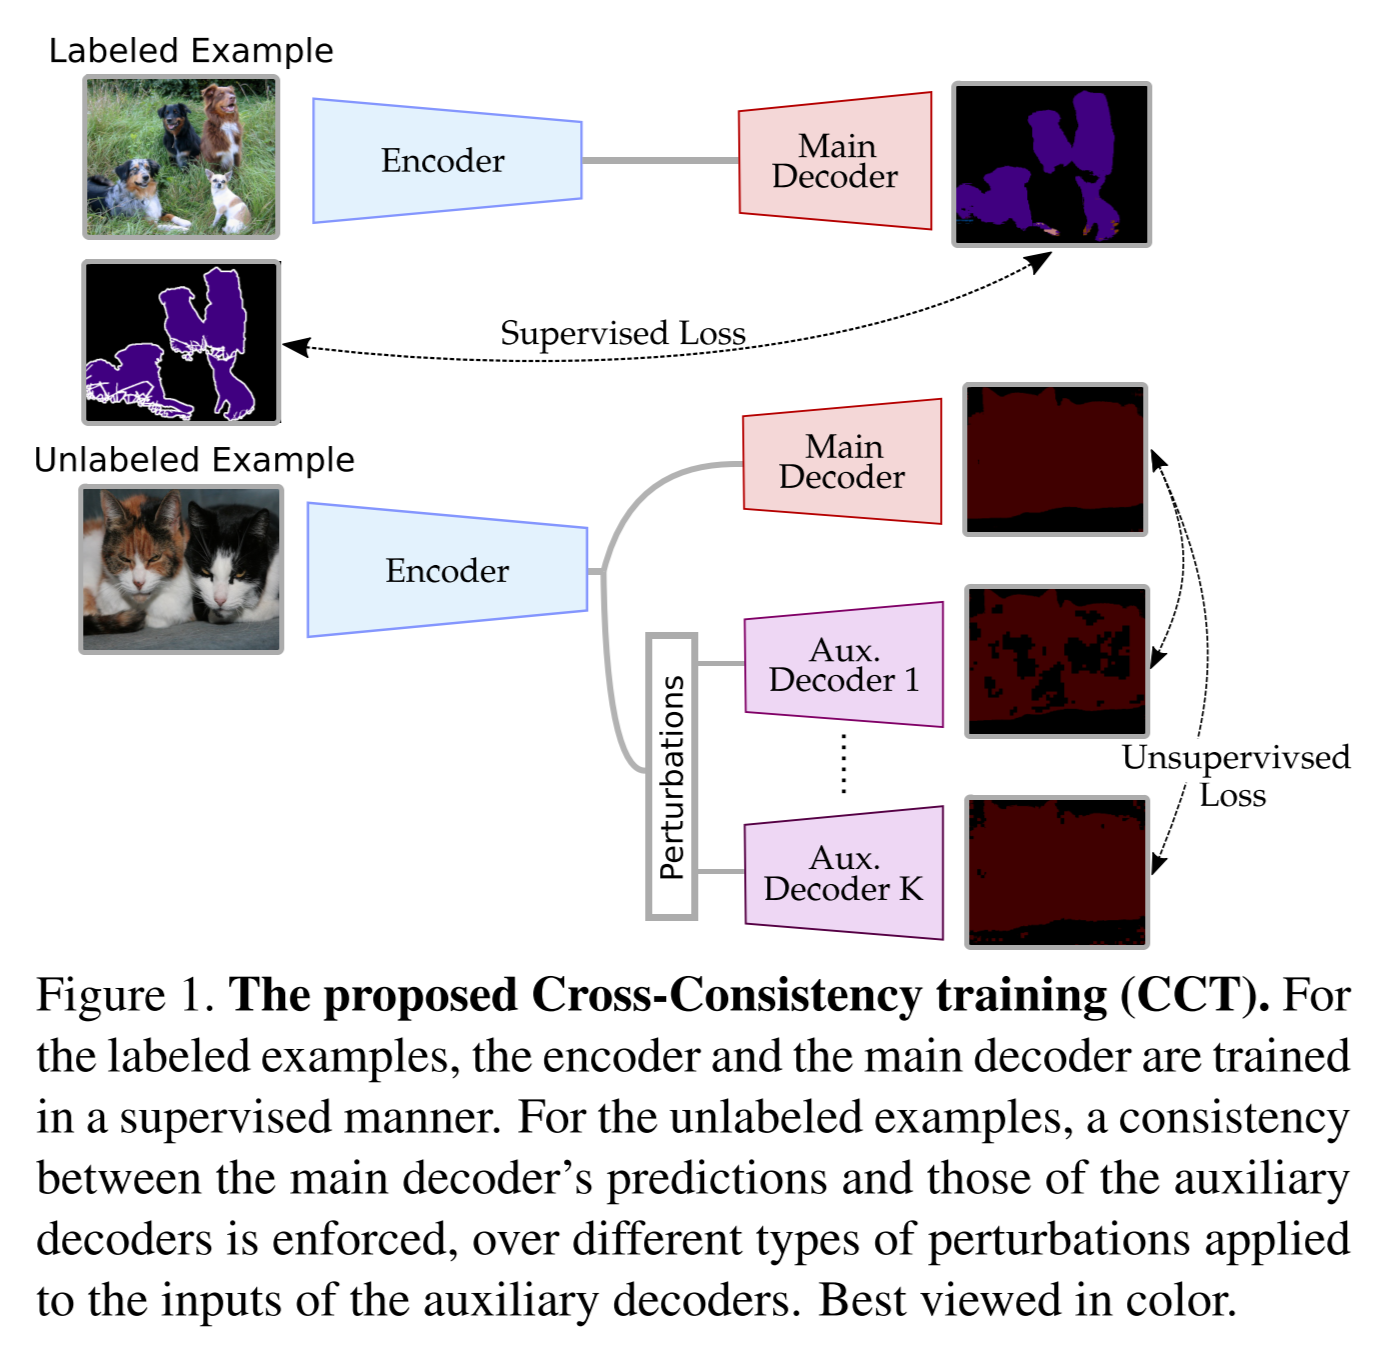 Labeled Example
Encoder
Main
Decoder
Supervised Loss
Unlabeled Example
Encoder
Main
Decoder
Perturbations
Aux.
Decoder 1
Unsupervivsed
Loss
Aux.
Decoder K
Figure 1. The proposed Cross-Consistency training (CCT). For
the labeled examples, the encoder and the main decoder are trained
in a supervised manner. For the unlabeled examples, a consistency
between the main decoder’s predictions and those of the auxiliary
decoders is enforced, over different types of perturbations applied
to the inputs of the auxiliary decoders. Best viewed in color.